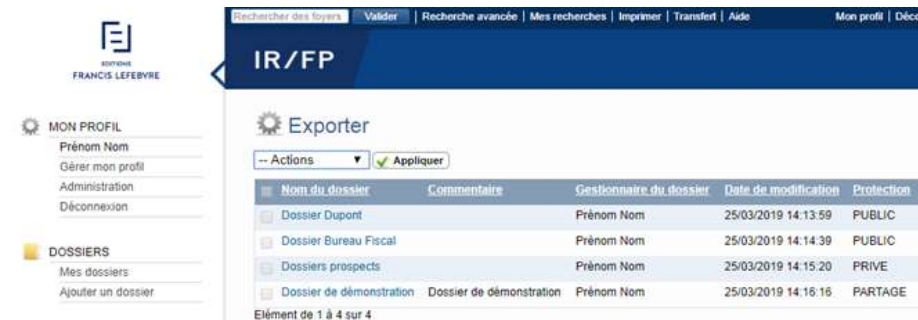 Rechercher des foyers Valider | Recherche avancée | Mes recherches | Imprimer | Transfert | Aide Mon profil | Déco
EDITIONS
FRANCIS LEFEBVRE
IR/FP
MON PROFIL
Prénom Nom
Gérer mon profil
Administration
Déconnexion
DOSSIERS
Mes dossiers
Ajouter un dossier
Exporter
-- Actions Appliquer
Nom du dossier Commentaire Gestionnaire du dossier Date de modification Protection
Dossier Dupont Prénom Nom 25/03/2019 14:13:59 PUBLIC
Dossier Bureau Fiscal Prénom Nom 25/03/2019 14:14:39 PUBLIC
Dossiers prospects Prénom Nom 25/03/2019 14:15:20 PRIVE
Dossier de démonstration Dossier de démonstration Prénom Nom 25/03/2019 14:16:16 PARTAGE
Elément de 1 à 4 sur 4